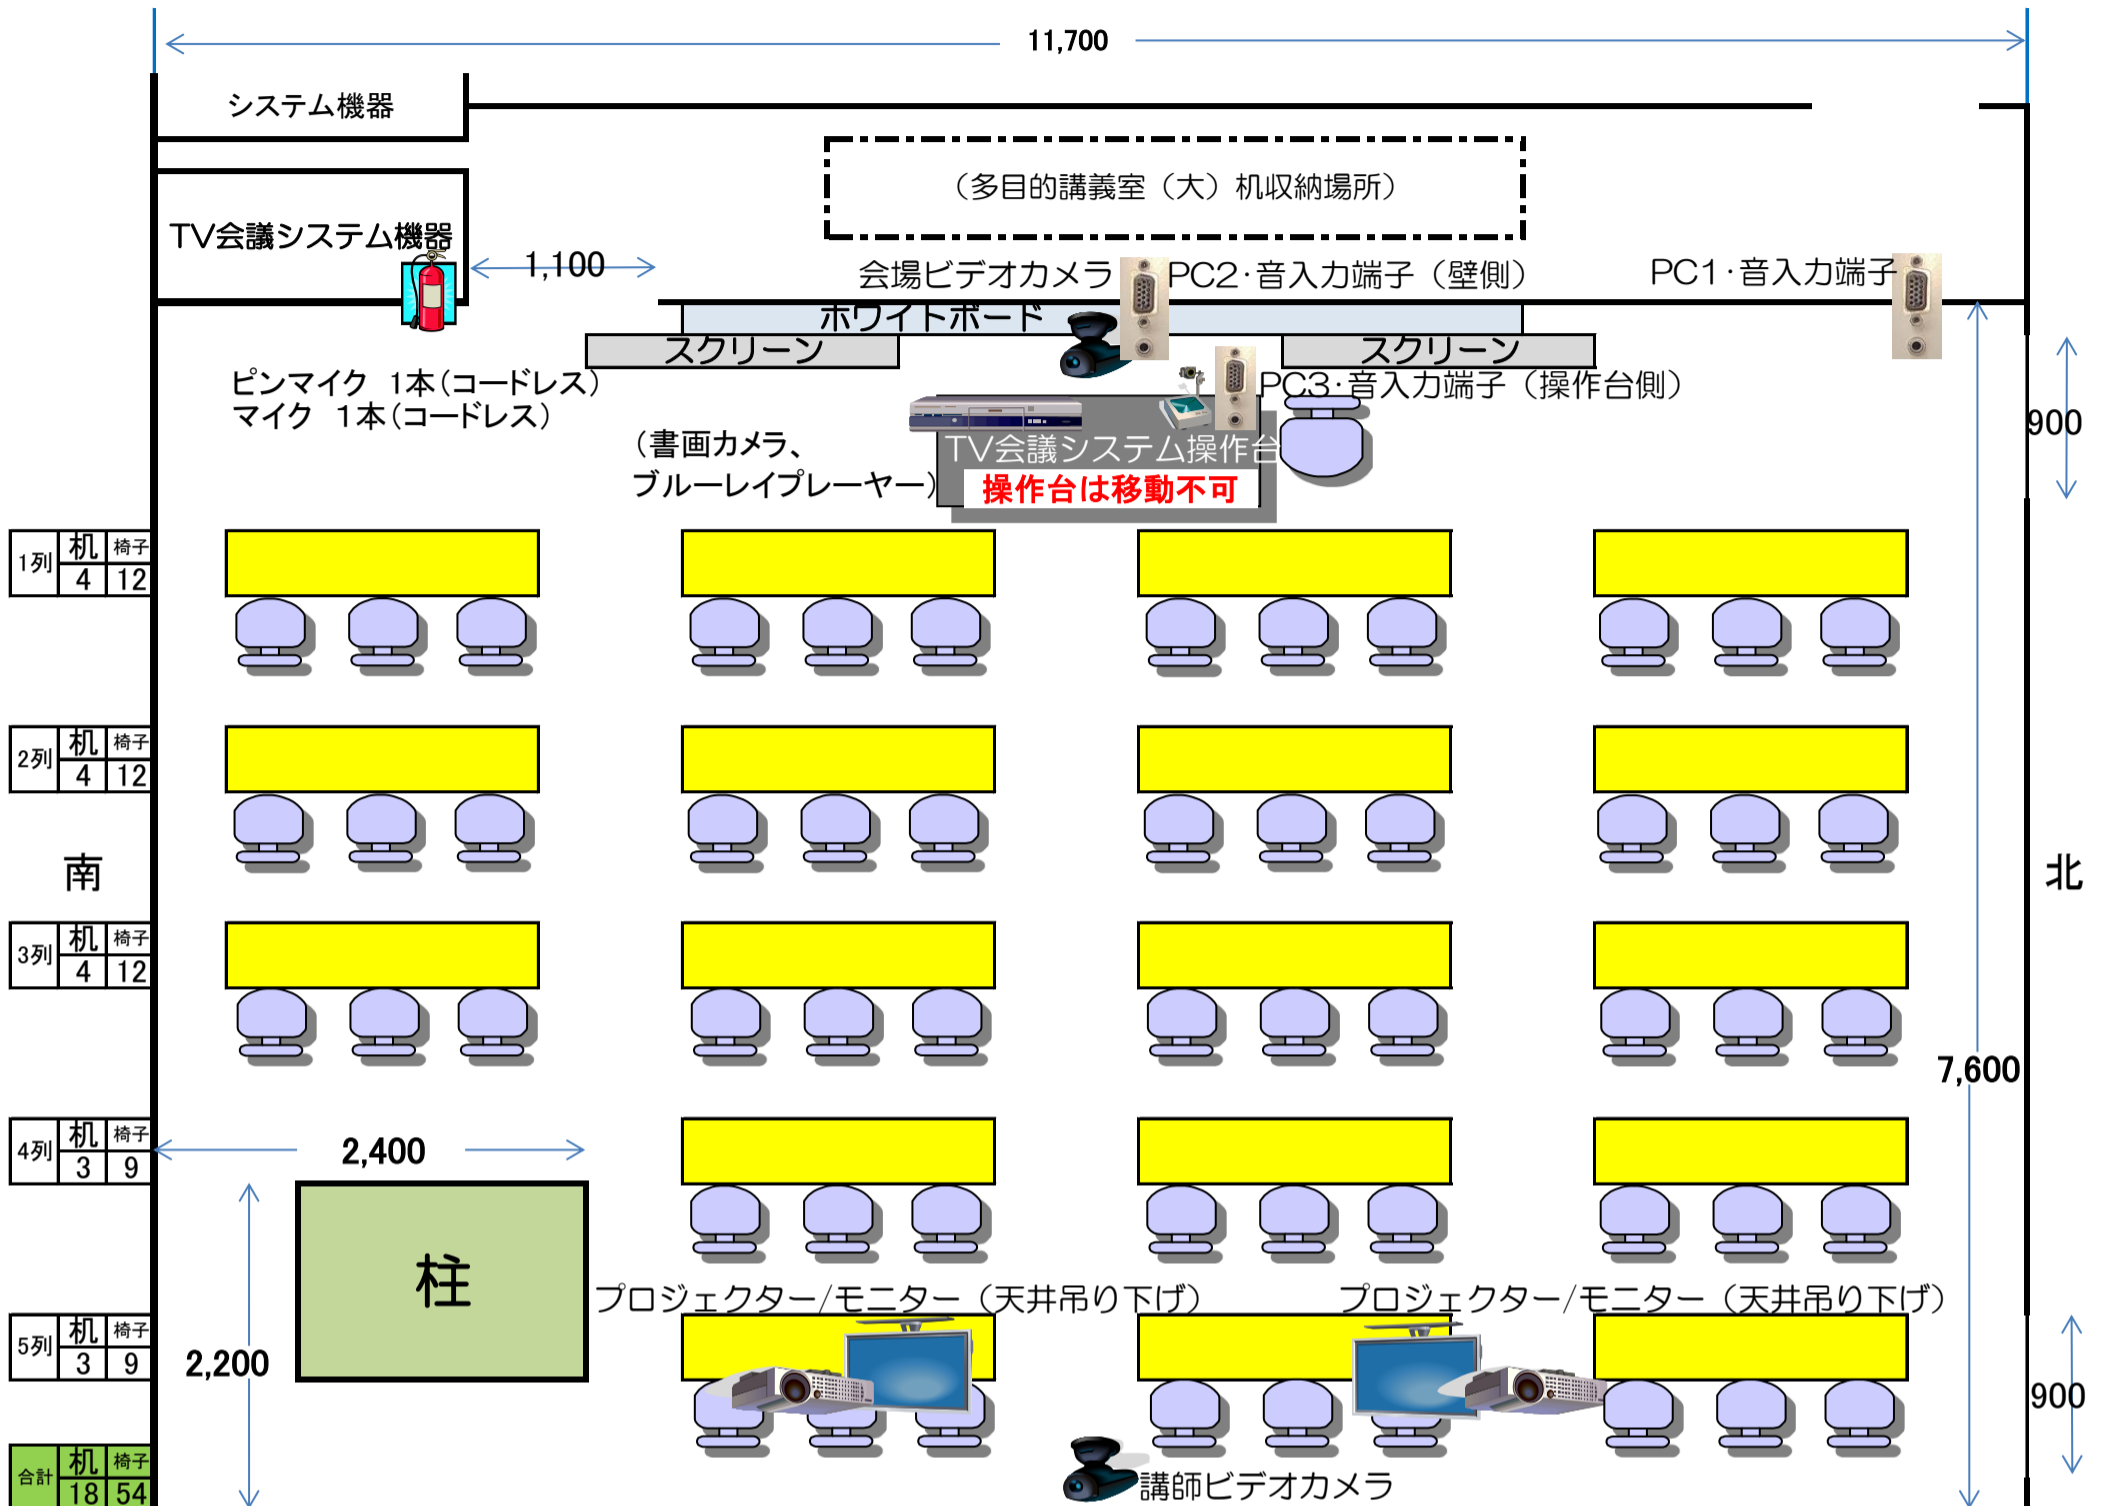 11,700
システム機器
(多目的講義室(大)机収納場所)
TV会議システム機器
1,100
会場ビデオカメラ
PC2・音入力端子(壁側)
PC1・音入力端子
ホワイトボード
スクリーン
スクリーン
ピンマイク 1本(コードレス)
マイク 1本(コードレス)
PC3・音入力端子(操作台側)
900
(書画カメラ、
ブルーレイプレーヤー)
TV会議システム操作台
操作台は移動不可
1列 机 椅子
4 12
2列 机 椅子
4 12
南
北
3列 机 椅子
4 12
7,600
4列 机 椅子
3 9
2,400
柱
プロジェクター/モニター(天井吊り下げ)
プロジェクター/モニター(天井吊り下げ)
5列 机 椅子
3 9
2,200
900
合計 机 椅子
18 54
講師ビデオカメラ